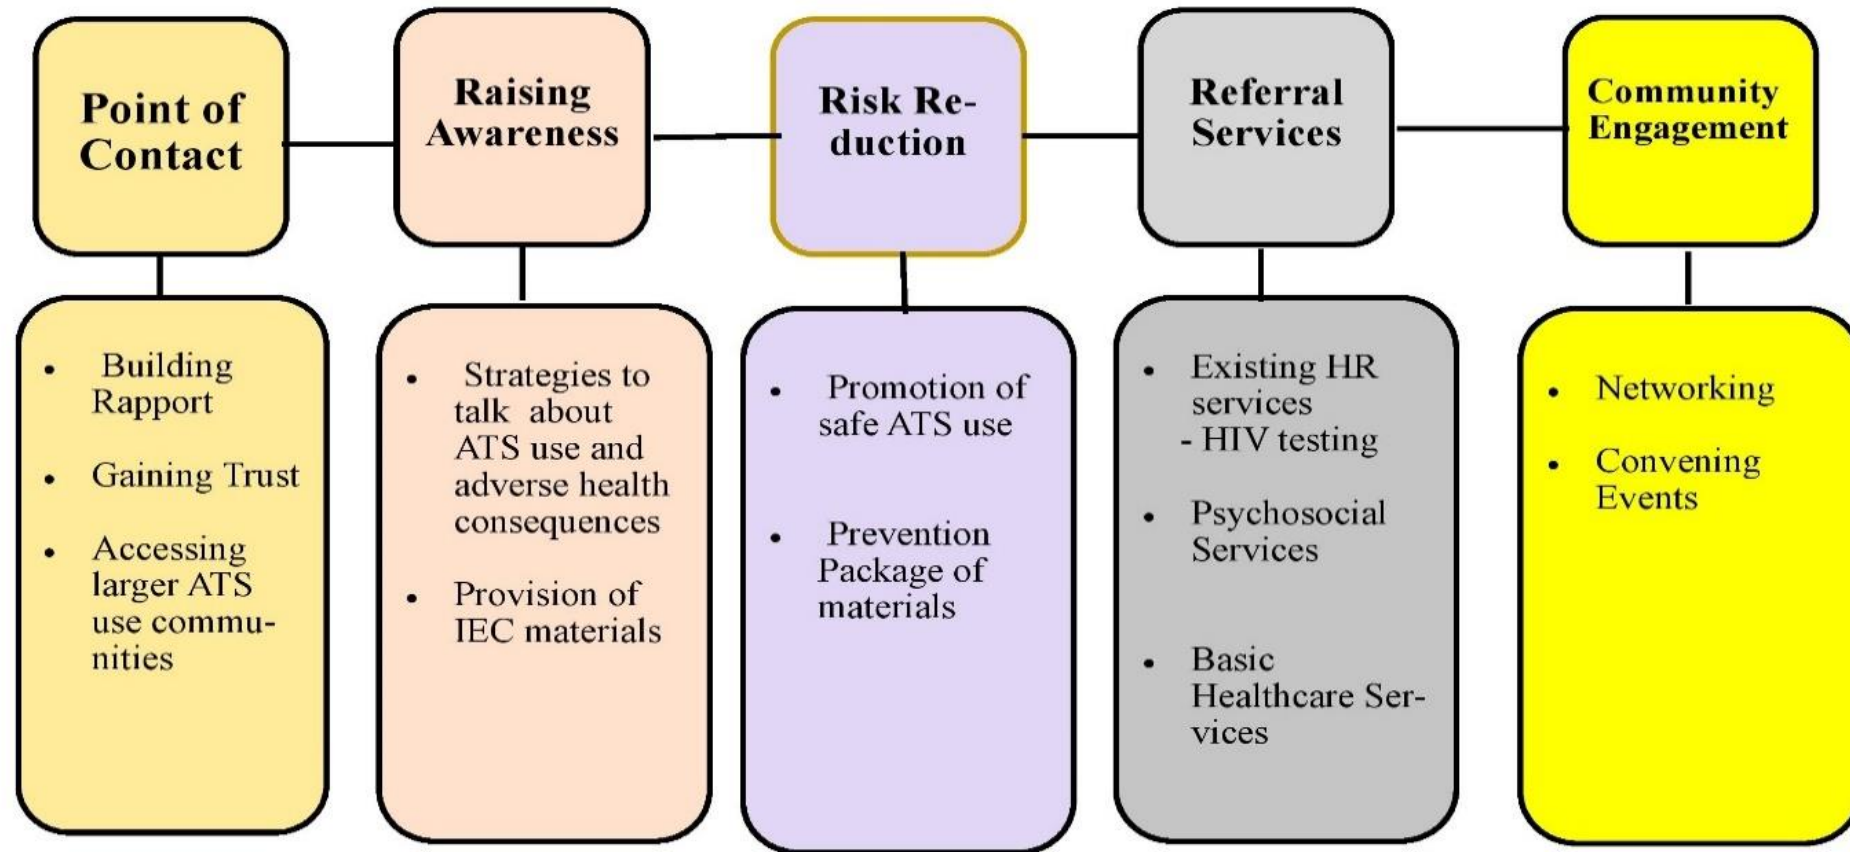 Point of
Contact
Raising
Awareness
Risk Re-
duction
Referral
Services
Community
Engagement
• Building
Rapport
• Gaining Trust
• Accessing
larger ATS
use commu-
nities
• Strategies to
talk about
ATS use and
adverse health
consequences
• Provision of
IEC materials
• Promotion of
safe ATS use
• Prevention
Package of
materials
• Existing HR
services
- HIV testing
• Psychosocial
Services
• Basic
Healthcare Ser-
vices
• Networking
• Convening
Events